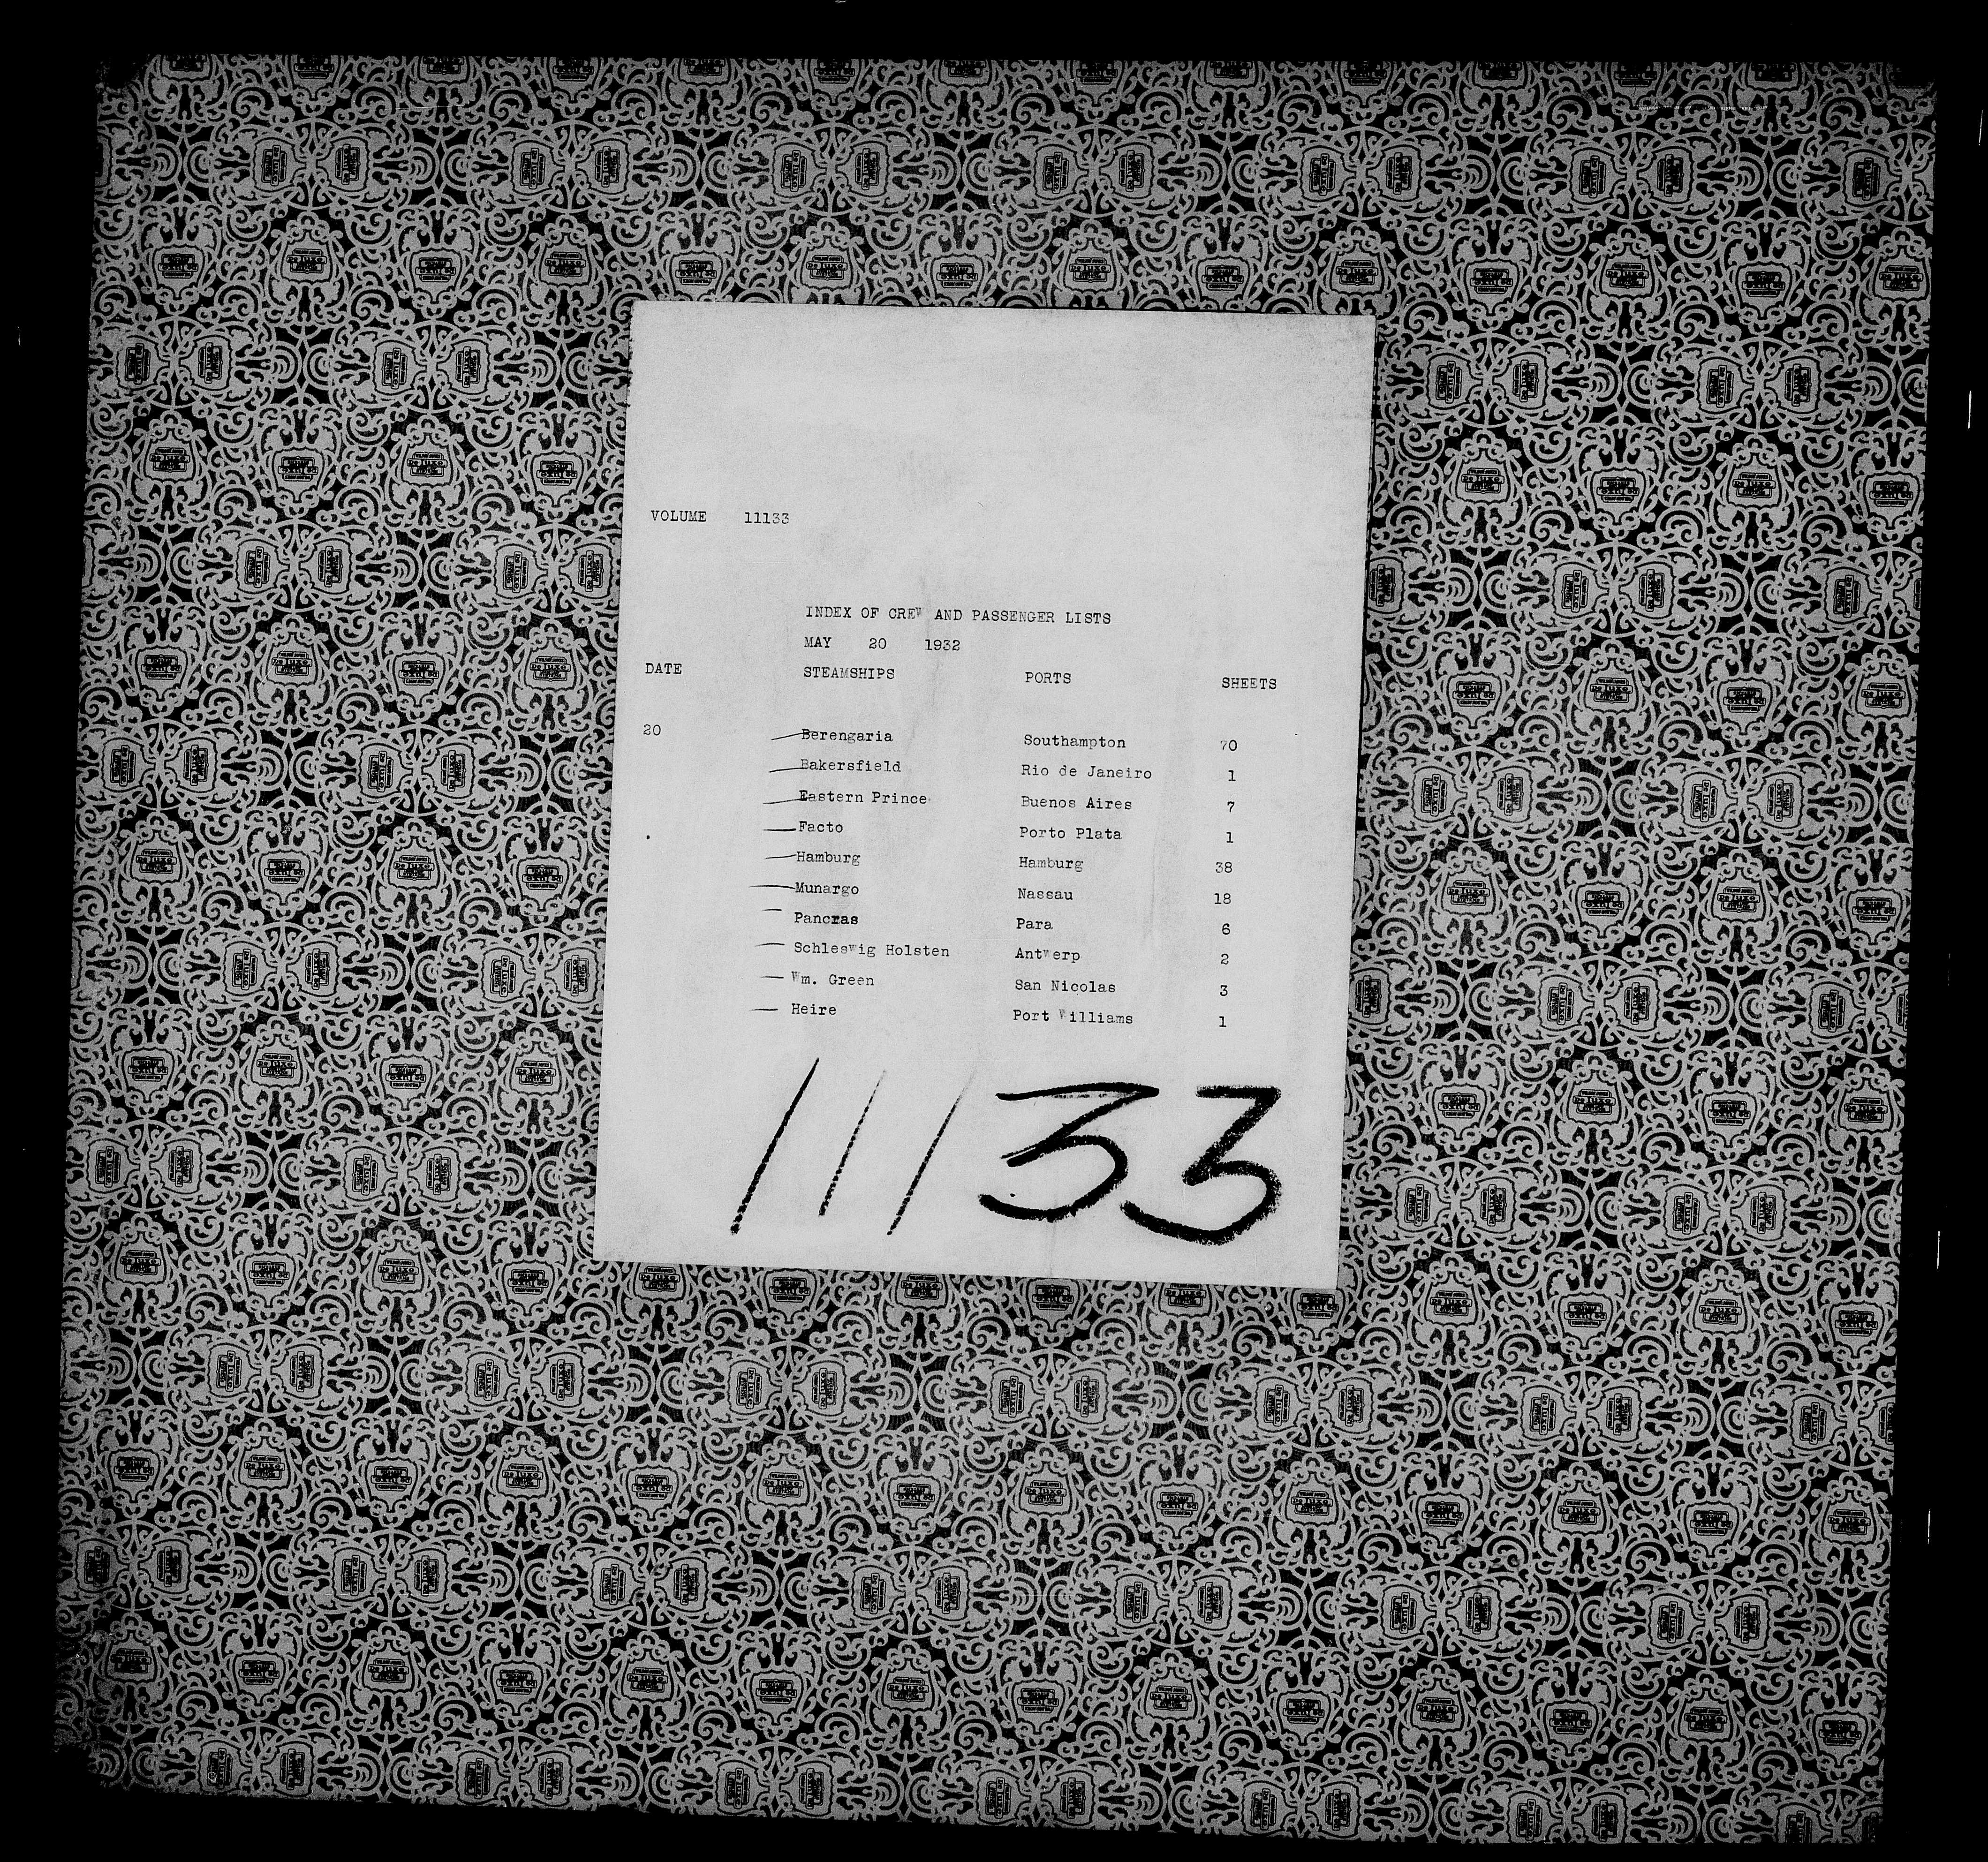 VOLUME 11133
INDEX OF CREW AND PASSENGER LISTS
MAY 20 1932
DATE STEAMSHIPS PORTS SHEETS
20 Berengaria Southampton 70
Bakersfield Rio de Janeiro 1
Eastern Prince Buenos Aires 7
Facto Porto Plata 1
Hamburg Hamburg 38
Munargo Nassau 18
Pancras Para 6
Schleswig Holsten Antwerp 2
Wm. Green San Nicolas 3
Heire Port Williams 1
11133